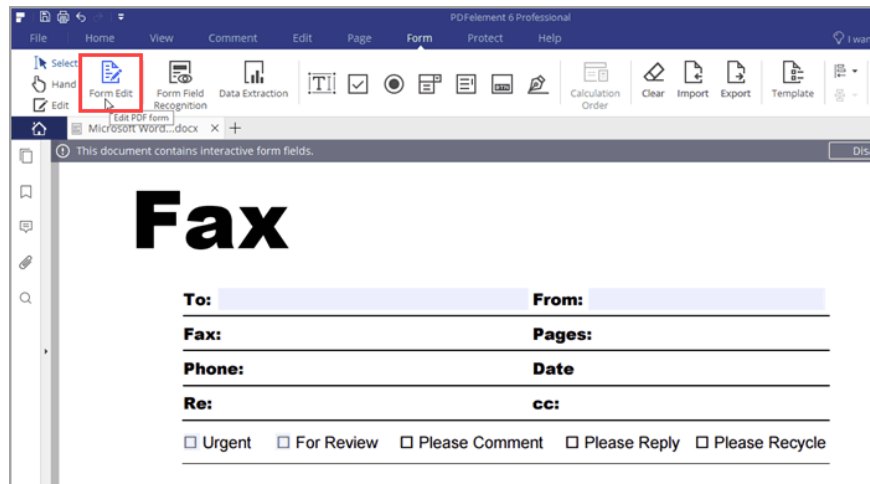 PDFelement 6 Professional
File Home View Comment Edit Page Form Protect Help I wan
Select
Hand
Edit
Form Edit
Form Field Recognition
Data Extraction
T
BTN
Calculation Order
Clear Import Export Template
Edit PDF form
Microsoft Word...docx × +
This document contains interactive form fields. Disa
Fax
To: From:
Fax: Pages:
Phone: Date
Re: cc:
Urgent For Review Please Comment Please Reply Please Recycle